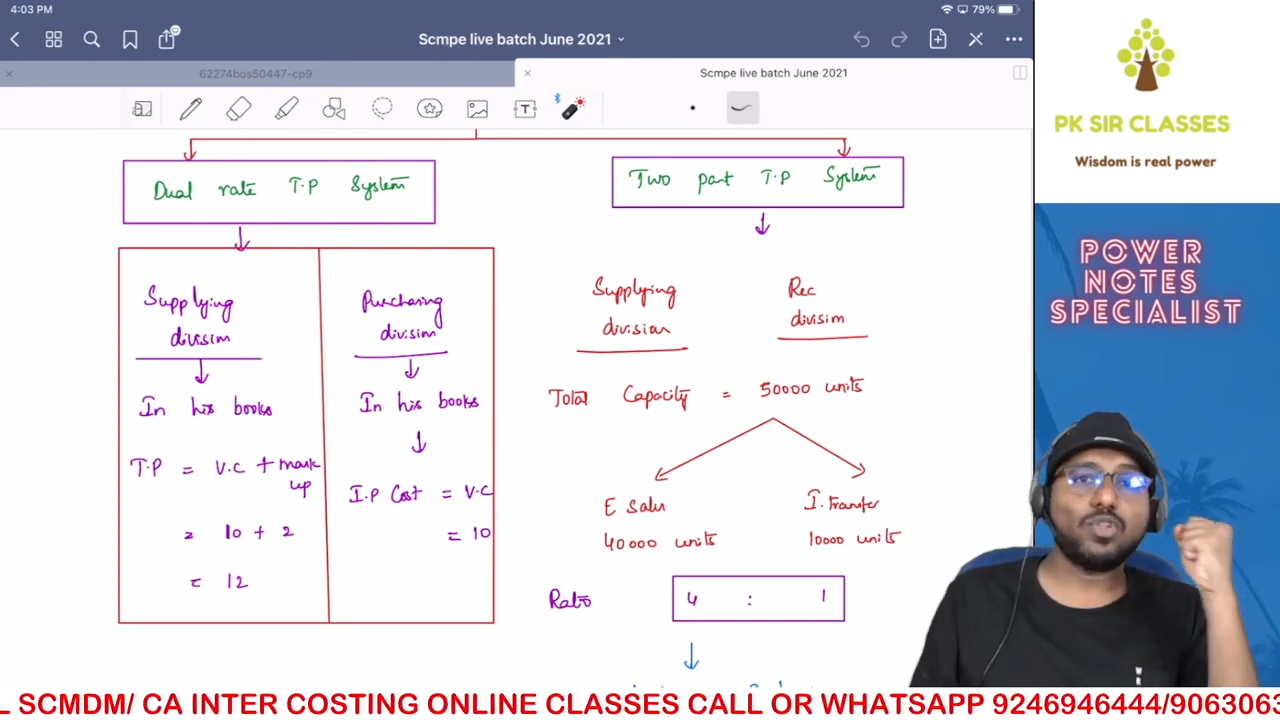 4:03 PM
79%
Scmpe live batch June 2021
62274bos50447-cp9
Scmpe live batch June 2021
Dual rate T.P System
Two part T.P System
Supplying division
Purchasing division
In his books
In his books
T.P = V.C + mark up
= 10 + 2
= 12
I.P Cost = V.C
= 10
Supplying division
Rec division
Total Capacity = 50000 units
E Sales
40000 units
I. transfer
10000 units
Ratio
4 : 1
PK SIR CLASSES
Wisdom is real power
POWER
NOTES
SPECIALIST
L SCMDM/ CA INTER COSTING ONLINE CLASSES CALL OR WHATSAPP 9246946444/9063063